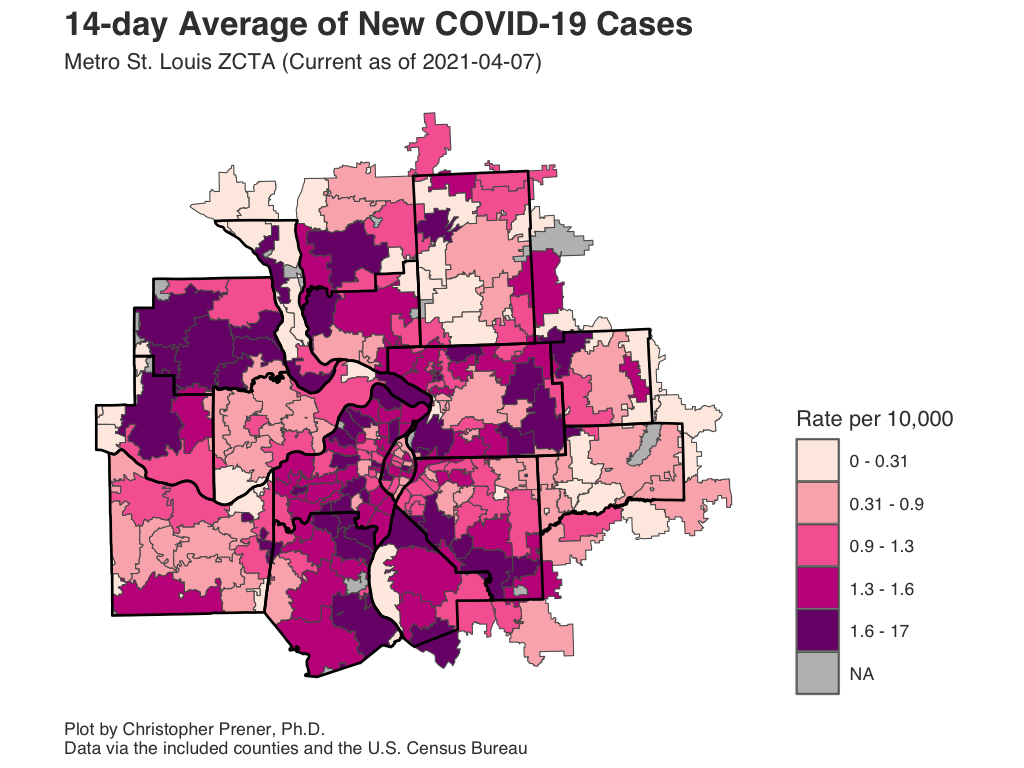 14-day Average of New COVID-19 Cases
Metro St. Louis ZCTA (Current as of 2021-04-07)
Rate per 10,000
0 - 0.31
0.31 - 0.9
0.9 - 1.3
1.3 - 1.6
1.6 - 17
NA
Plot by Christopher Prener, Ph.D.
Data via the included counties and the U.S. Census Bureau